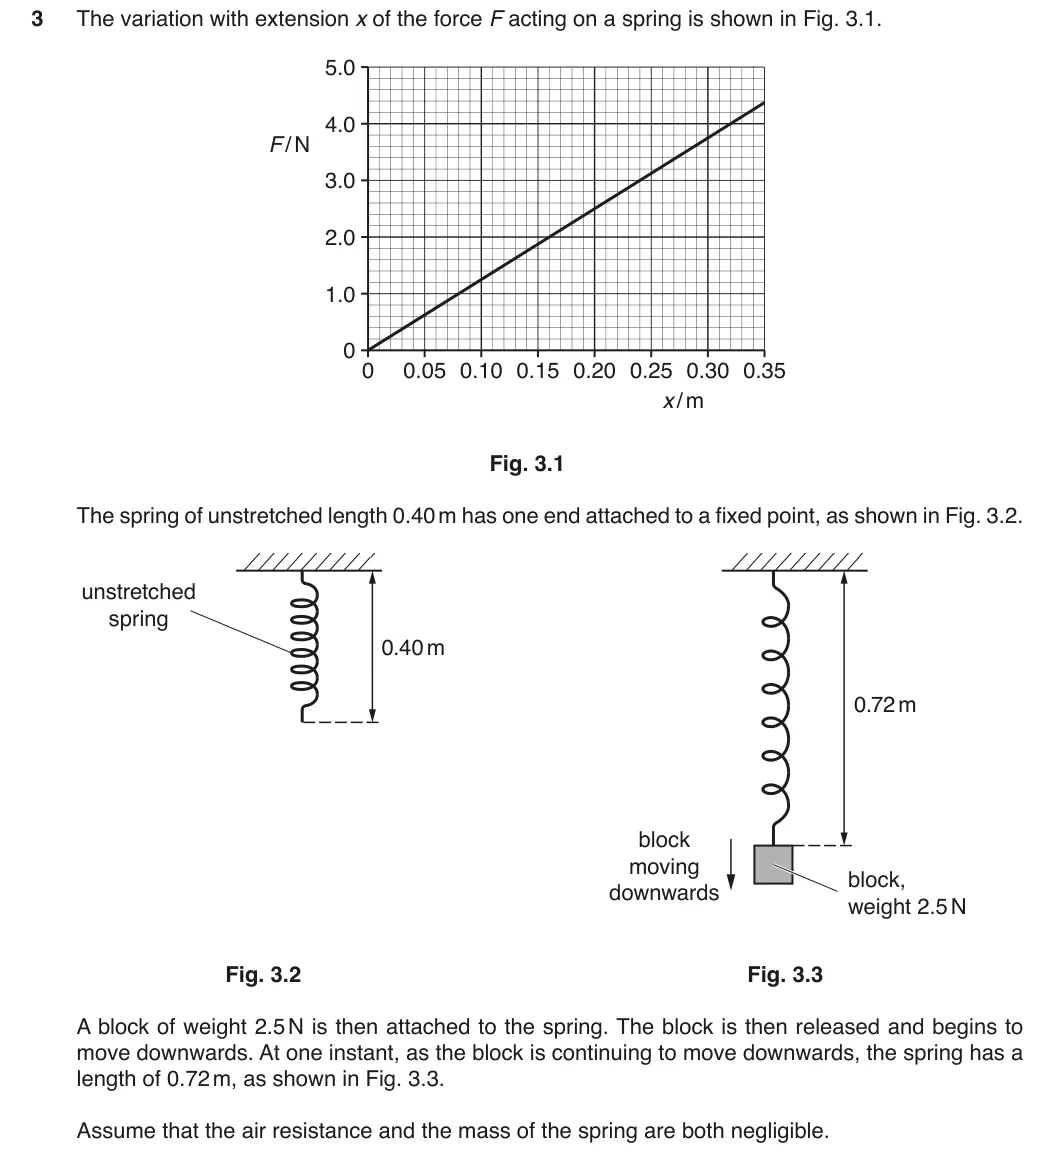 3 The variation with extension x of the force F acting on a spring is shown in Fig. 3.1.
5.0
4.0
F/N
3.0
2.0
1.0
0
0 0.05 0.10 0.15 0.20 0.25 0.30 0.35
x/m
Fig. 3.1
The spring of unstretched length 0.40 m has one end attached to a fixed point, as shown in Fig. 3.2.
unstretched
spring
0.40 m
0.72 m
block
moving
downwards
block,
weight 2.5 N
Fig. 3.2
Fig. 3.3
A block of weight 2.5 N is then attached to the spring. The block is then released and begins to
move downwards. At one instant, as the block is continuing to move downwards, the spring has a
length of 0.72 m, as shown in Fig. 3.3.
Assume that the air resistance and the mass of the spring are both negligible.